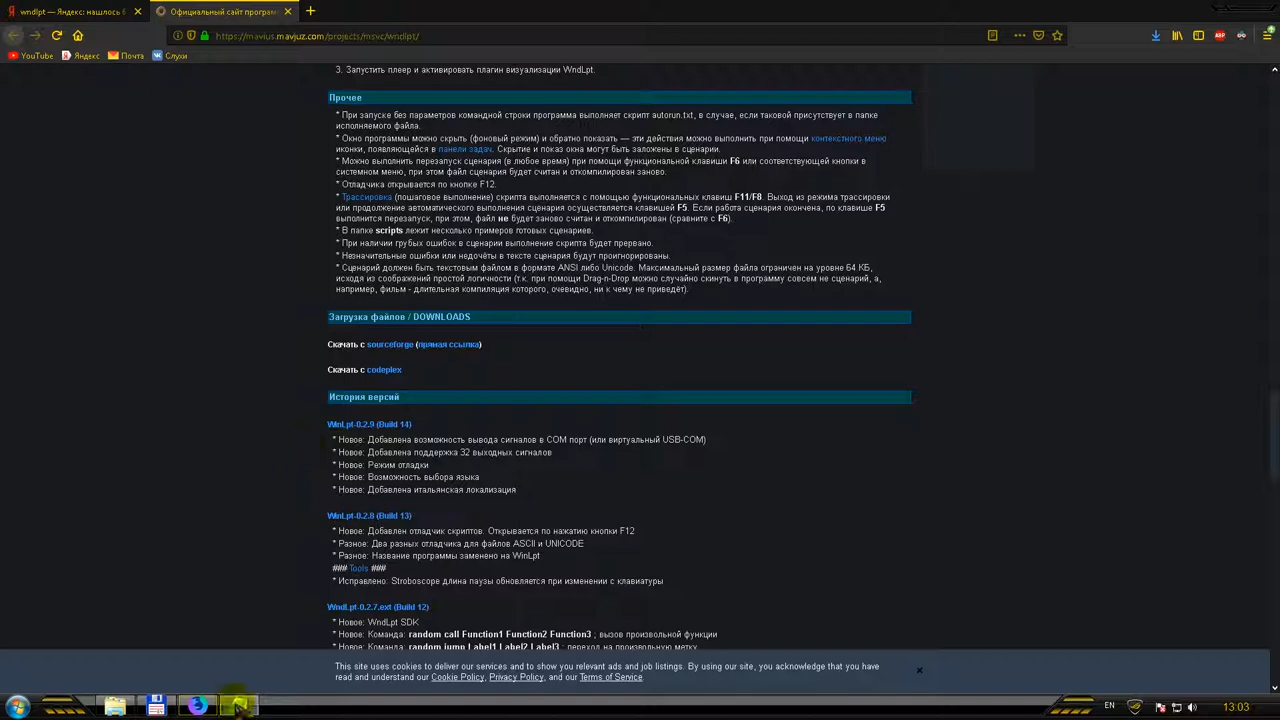 wndlpt — Яндекс: нашлось 6
Официальный сайт програм
https://mavius.mavjuz.com/projects/msvc/wndlpt/
YouTube
Яндекс
Почта
Слухи
3. Запустить плеер и активировать плагин визуализации WndLpt.
Прочее
* При запуске без параметров командной строки программа выполняет скрипт autorun.txt, в случае, если таковой присутствует в папке
исполняемого файла.
* Окно программы можно скрыть (фоновый режим) и обратно показать — эти действия можно выполнить при помощи контекстного меню
иконки, появляющейся в панели задач. Скрытие и показ окна могут быть заложены в сценарии.
* Можно выполнить перезапуск сценария (в любое время) при помощи функциональной клавиши F6 или соответствующей кнопки в
системном меню, при этом файл сценария будет считан и откомпилирован заново.
* Отладчика открывается по кнопке F12.
* Трассировка (пошаговое выполнение) скрипта выполняется с помощью функциональных клавиш F11/F8. Выход из режима трассировки
или продолжение автоматического выполнения сценария осуществляется клавишей F5. Если работа сценария окончена, по клавише F5
выполнится перезапуск, при этом, файл не будет заново считан и откомпилирован (сравните с F6).
* В папке scripts лежит несколько примеров готовых сценариев.
* При наличии грубых ошибок в сценарии выполнение скрипта будет прервано.
* Незначительные ошибки или недочёты в тексте сценария будут проигнорированы.
* Сценарий должен быть текстовым файлом в формате ANSI либо Unicode. Максимальный размер файла ограничен на уровне 64 КБ,
исходя из соображений простой логичности (т.к. при помощи Drag-n-Drop можно случайно скинуть в программу совсем не сценарий, а,
например, фильм - длительная компиляция которого, очевидно, ни к чему не приведёт).
Загрузка файлов / DOWNLOADS
Скачать с sourceforge (прямая ссылка)
Скачать с codeplex
История версий
WinLpt-0.2.9 (Build 14)
* Новое: Добавлена возможность вывода сигналов в COM порт (или виртуальный USB-COM)
* Новое: Добавлена поддержка 32 выходных сигналов
* Новое: Режим отладки
* Новое: Возможность выбора языка
* Новое: Добавлена итальянская локализация
WinLpt-0.2.8 (Build 13)
* Новое: Добавлен отладчик скриптов. Открывается по нажатию кнопки F12
* Разное: Два разных отладчика для файлов ASCII и UNICODE
* Разное: Название программы заменено на WinLpt
### Tools ###
* Исправлено: Stroboscope длина паузы обновляется при изменении с клавиатуры
WndLpt-0.2.7.ext (Build 12)
* Новое: WndLpt SDK
* Новое: Команда: random call Function1 Function2 Function3 ; вызов произвольной функции
* Новое: Команда: random jump Label1 Label2 Label3 ; переход на произвольную метку
This site uses cookies to deliver our services and to show you relevant ads and job listings. By using our site, you acknowledge that you have
read and understand our Cookie Policy, Privacy Policy, and our Terms of Service.
EN
13:03